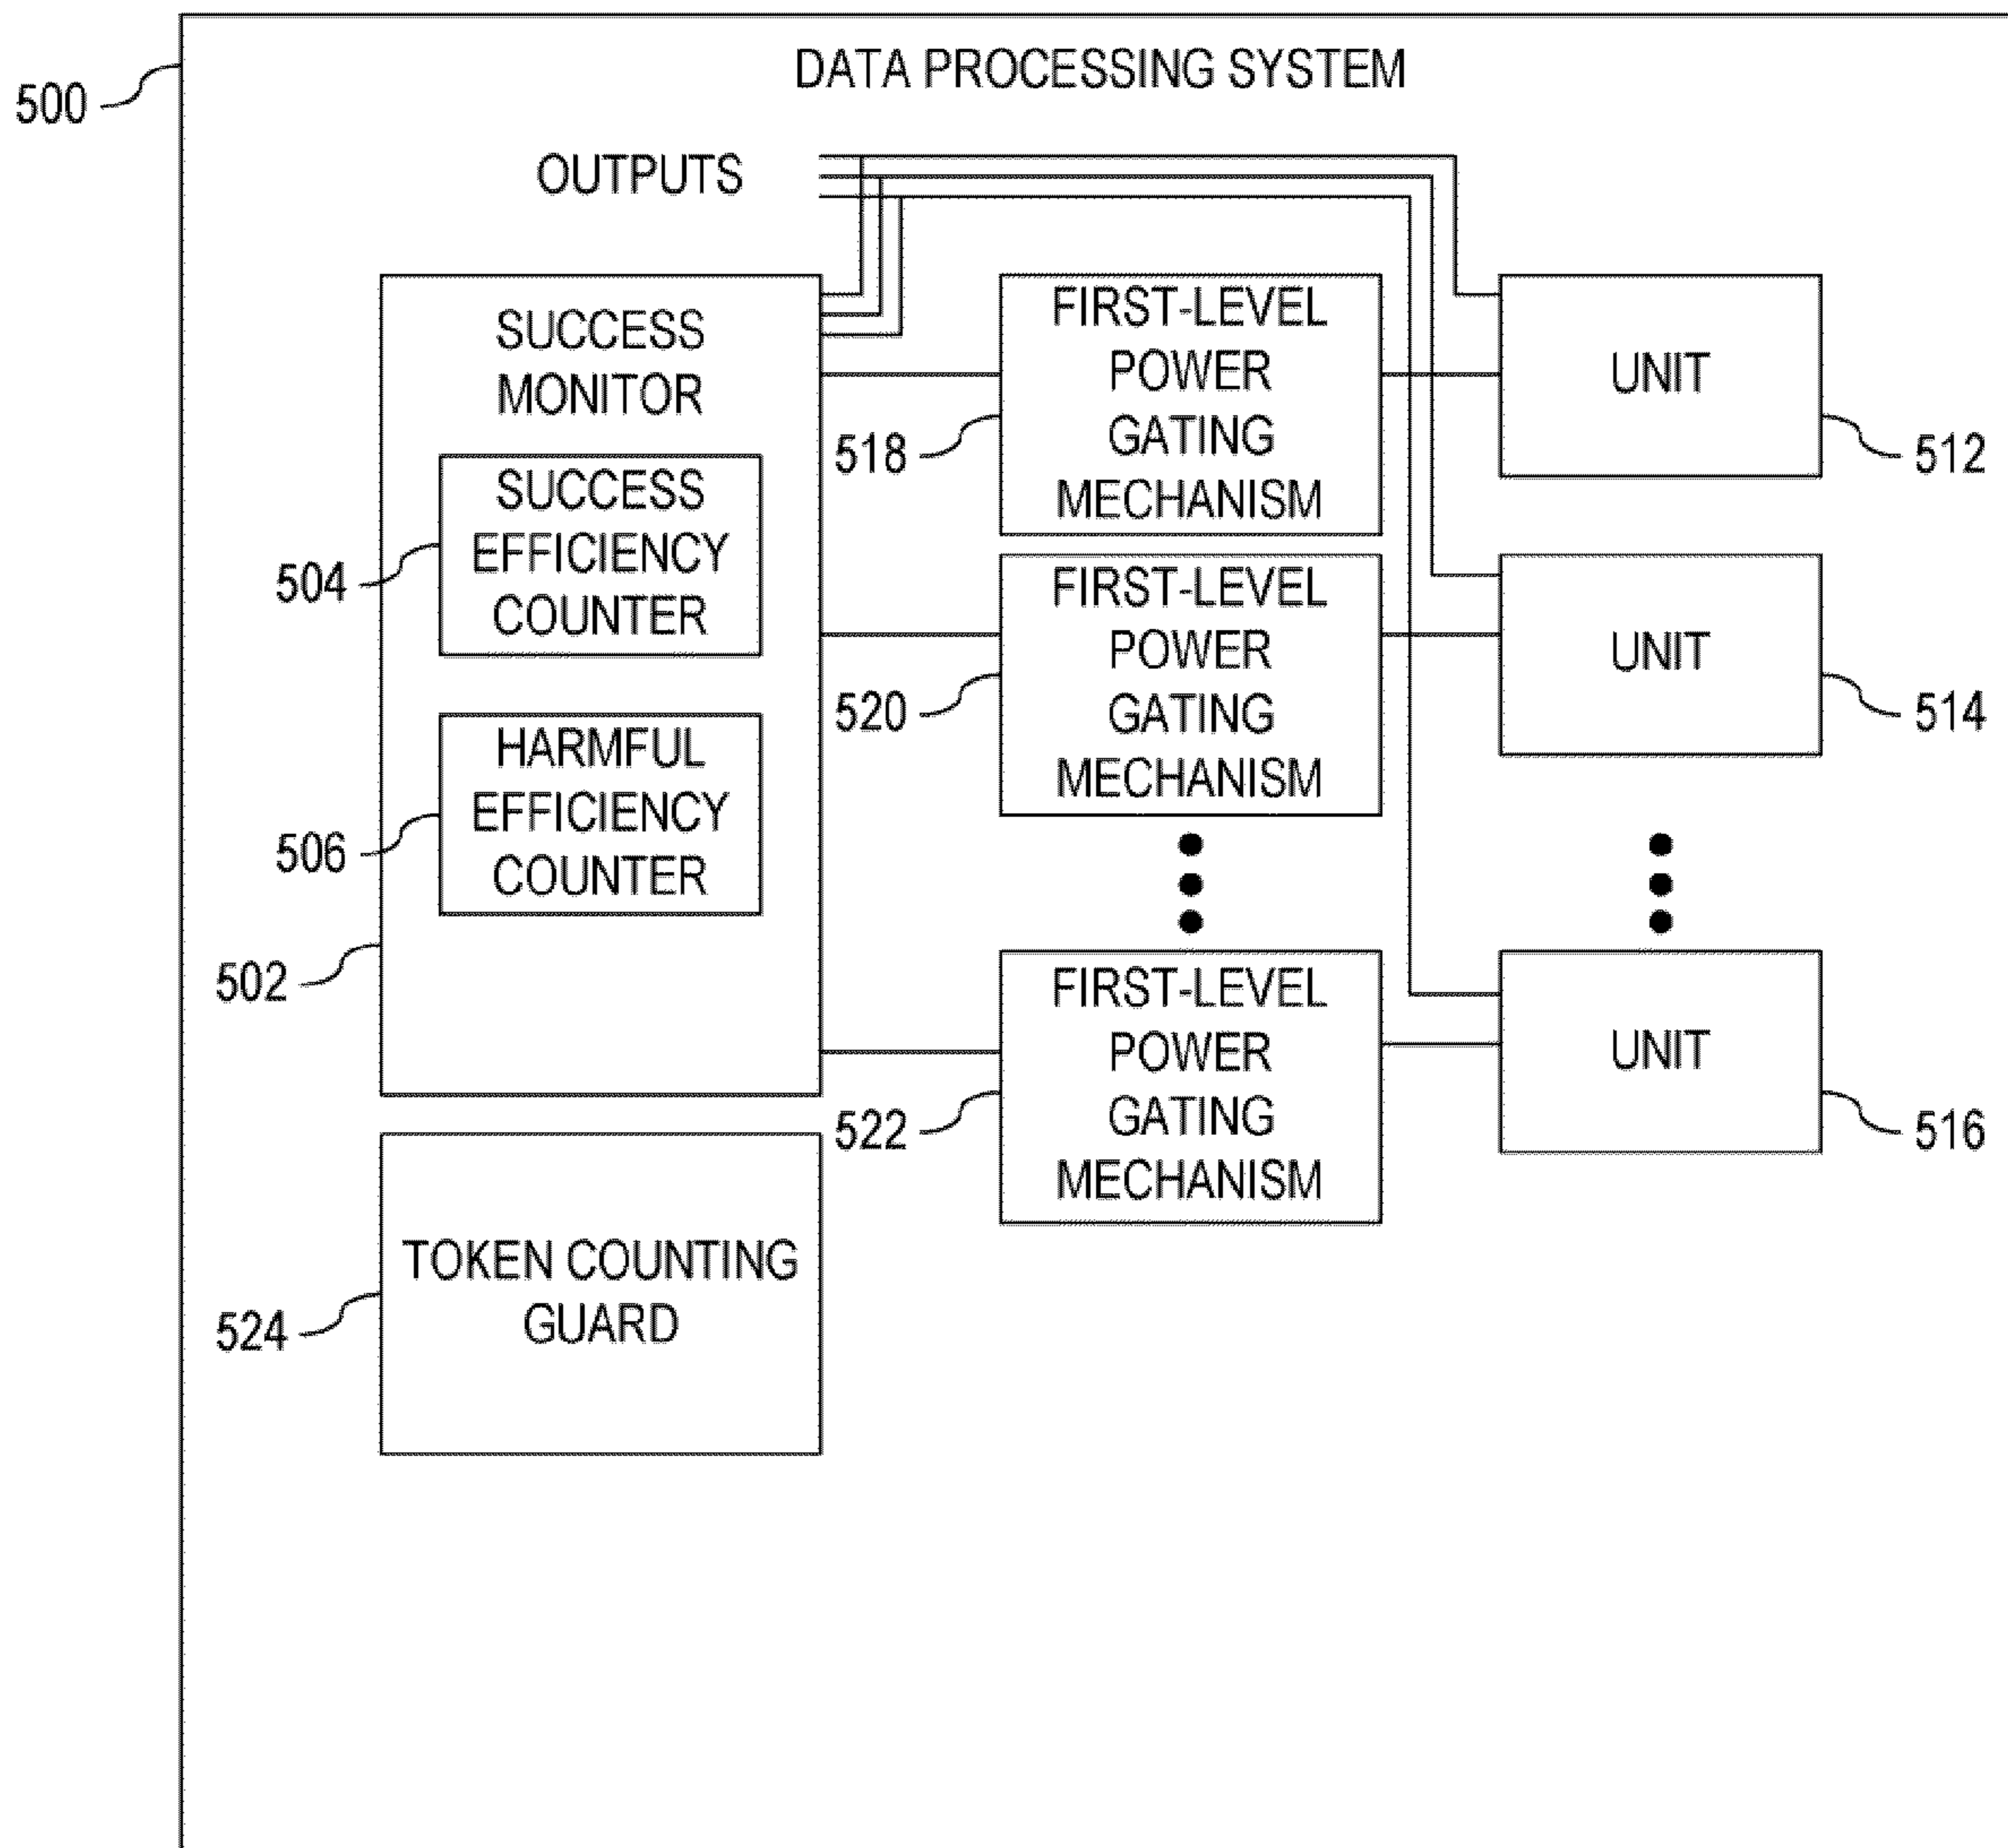 DATA PROCESSING SYSTEM
500
OUTPUTS
SUCCESS
MONITOR
SUCCESS
EFFICIENCY
COUNTER
504
HARMFUL
EFFICIENCY
COUNTER
506
502
FIRST-LEVEL
POWER
GATING
MECHANISM
518
UNIT
512
FIRST-LEVEL
POWER
GATING
MECHANISM
520
UNIT
514
FIRST-LEVEL
POWER
GATING
MECHANISM
522
UNIT
516
TOKEN COUNTING
GUARD
524